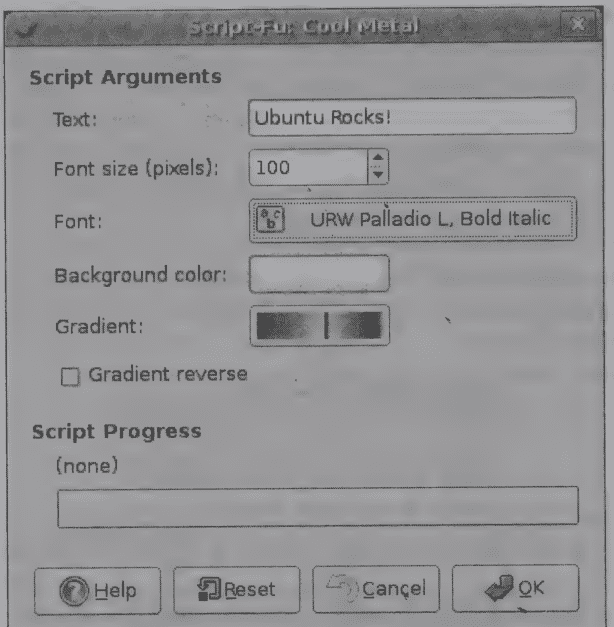 Script-Fu: Cool Metal
Script Arguments
Text: Ubuntu Rocks!
Font size (pixels): 100
Font: a c b URW Palladio L, Bold Italic
Background color:
Gradient:
Gradient reverse
Script Progress
(none)
Help Reset Cancel OK